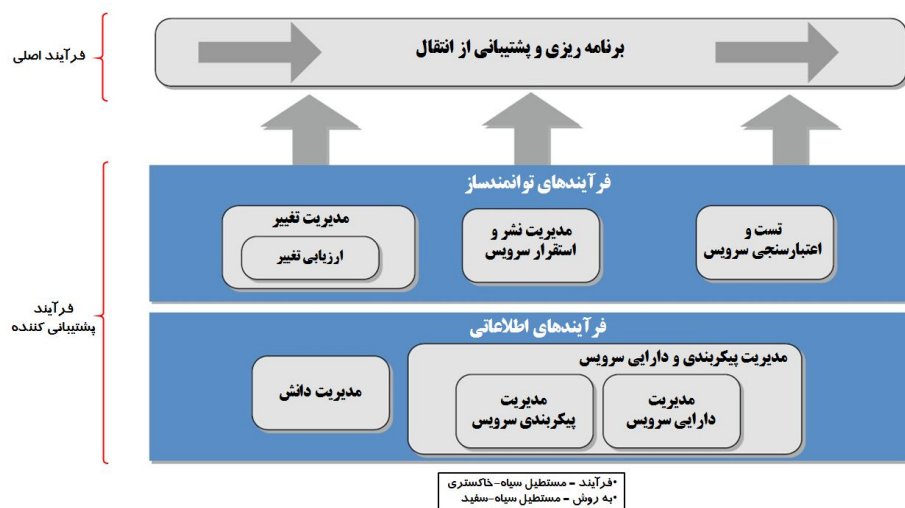 برنامه ریزی و پشتیبانی از انتقال
فرآیند اصلی
فرآیندهای توانمندساز
تست و
اعتبارسنجی سرویس
مدیریت نشر و
استقرار سرویس
مدیریت تغییر
ارزیابی تغییر
فرآیند
پشتیبانی کننده
فرآیندهای اطلاعاتی
مدیریت پیکربندی و دارایی سرویس
مدیریت
دارایی سرویس
مدیریت
پیکربندی سرویس
مدیریت دانش
•فرآیند – مستطیل سیاه-خاکستری
•به روش – مستطیل سیاه-سفید